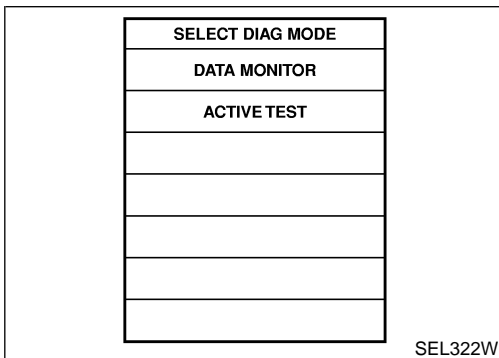 SELECT DIAG MODE
DATA MONITOR
ACTIVE TEST
SEL322W